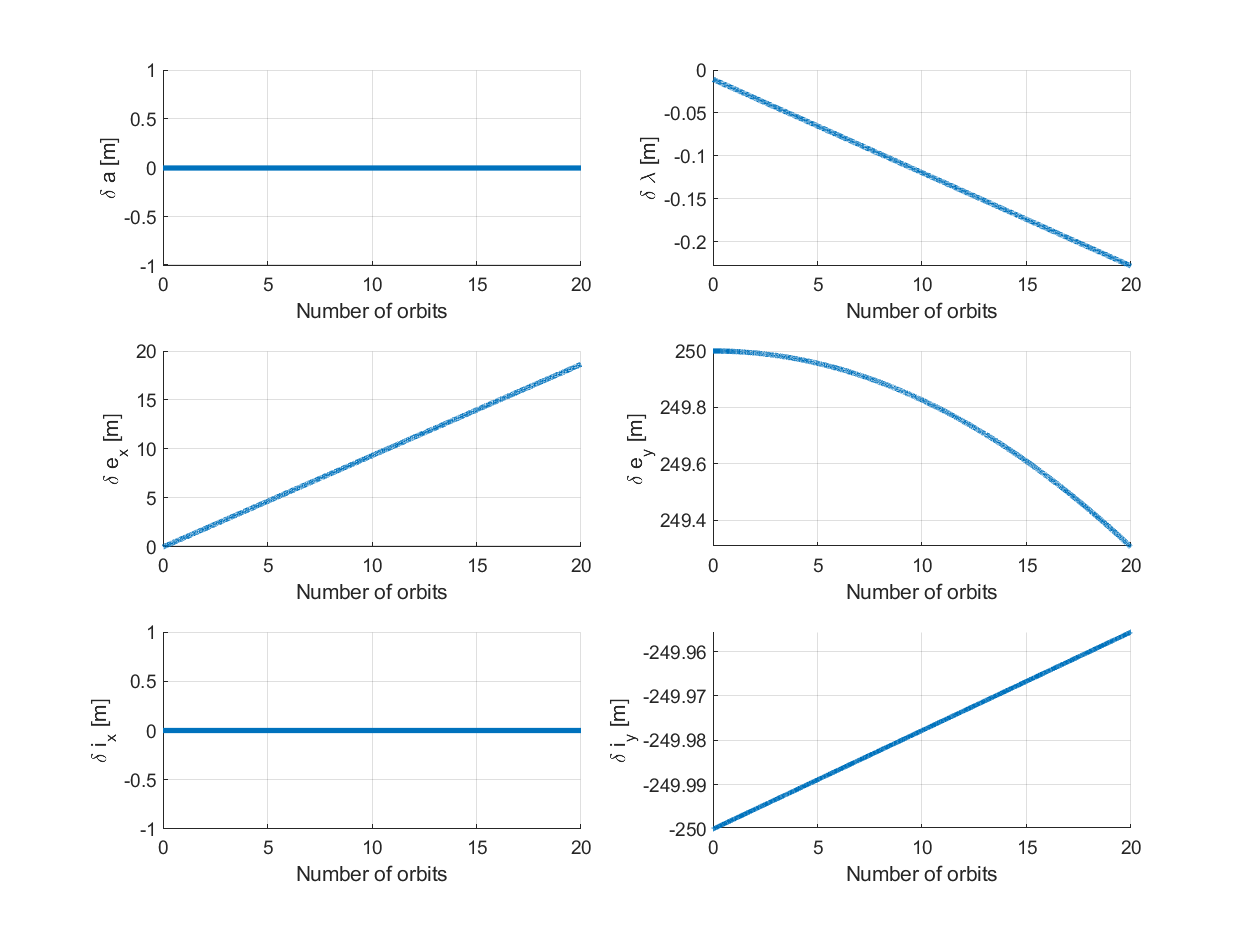 δ a [m]
1
0.5
0
-0.5
-1
0 5 10 15 20
Number of orbits
δ λ [m]
0
-0.05
-0.1
-0.15
-0.2
0 5 10 15 20
Number of orbits
δ e_x [m]
20
15
10
5
0
0 5 10 15 20
Number of orbits
δ e_y [m]
250
249.8
249.6
249.4
0 5 10 15 20
Number of orbits
δ i_x [m]
1
0.5
0
-0.5
-1
0 5 10 15 20
Number of orbits
δ i_y [m]
-249.96
-249.97
-249.98
-249.99
-250
0 5 10 15 20
Number of orbits